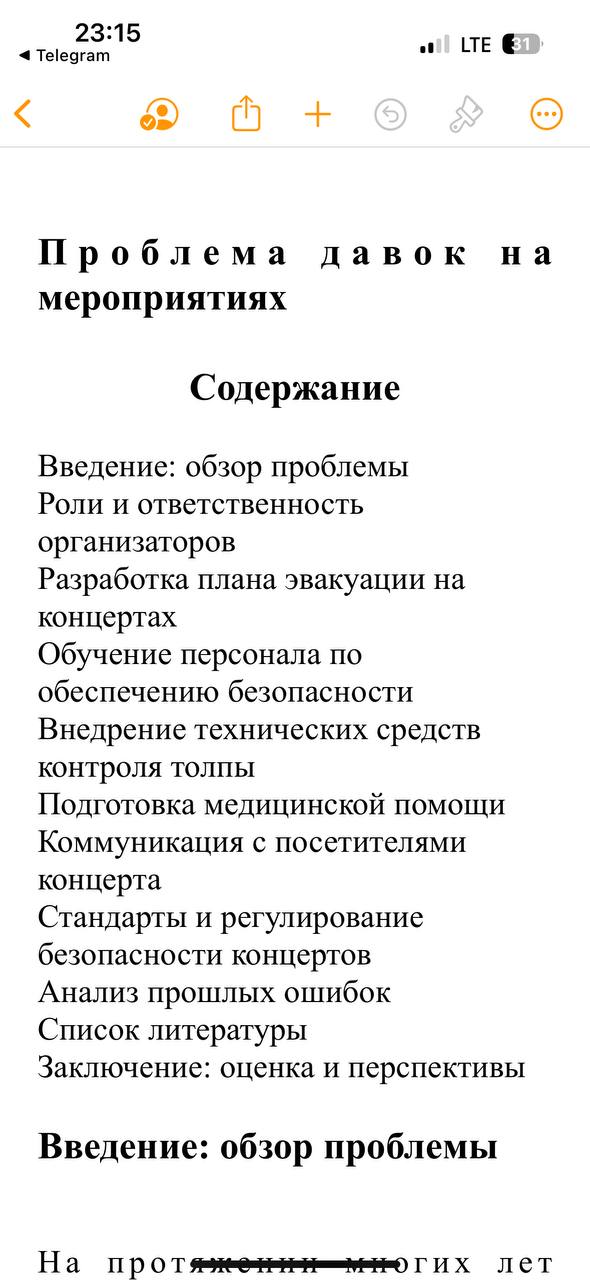 23:15
◀ Telegram
LTE
31
Проблема давок на
мероприятиях
Содержание
Введение: обзор проблемы
Роли и ответственность
организаторов
Разработка плана эвакуации на
концертах
Обучение персонала по
обеспечению безопасности
Внедрение технических средств
контроля толпы
Подготовка медицинской помощи
Коммуникация с посетителями
концерта
Стандарты и регулирование
безопасности концертов
Анализ прошлых ошибок
Список литературы
Заключение: оценка и перспективы
Введение: обзор проблемы
На протяжении многих лет